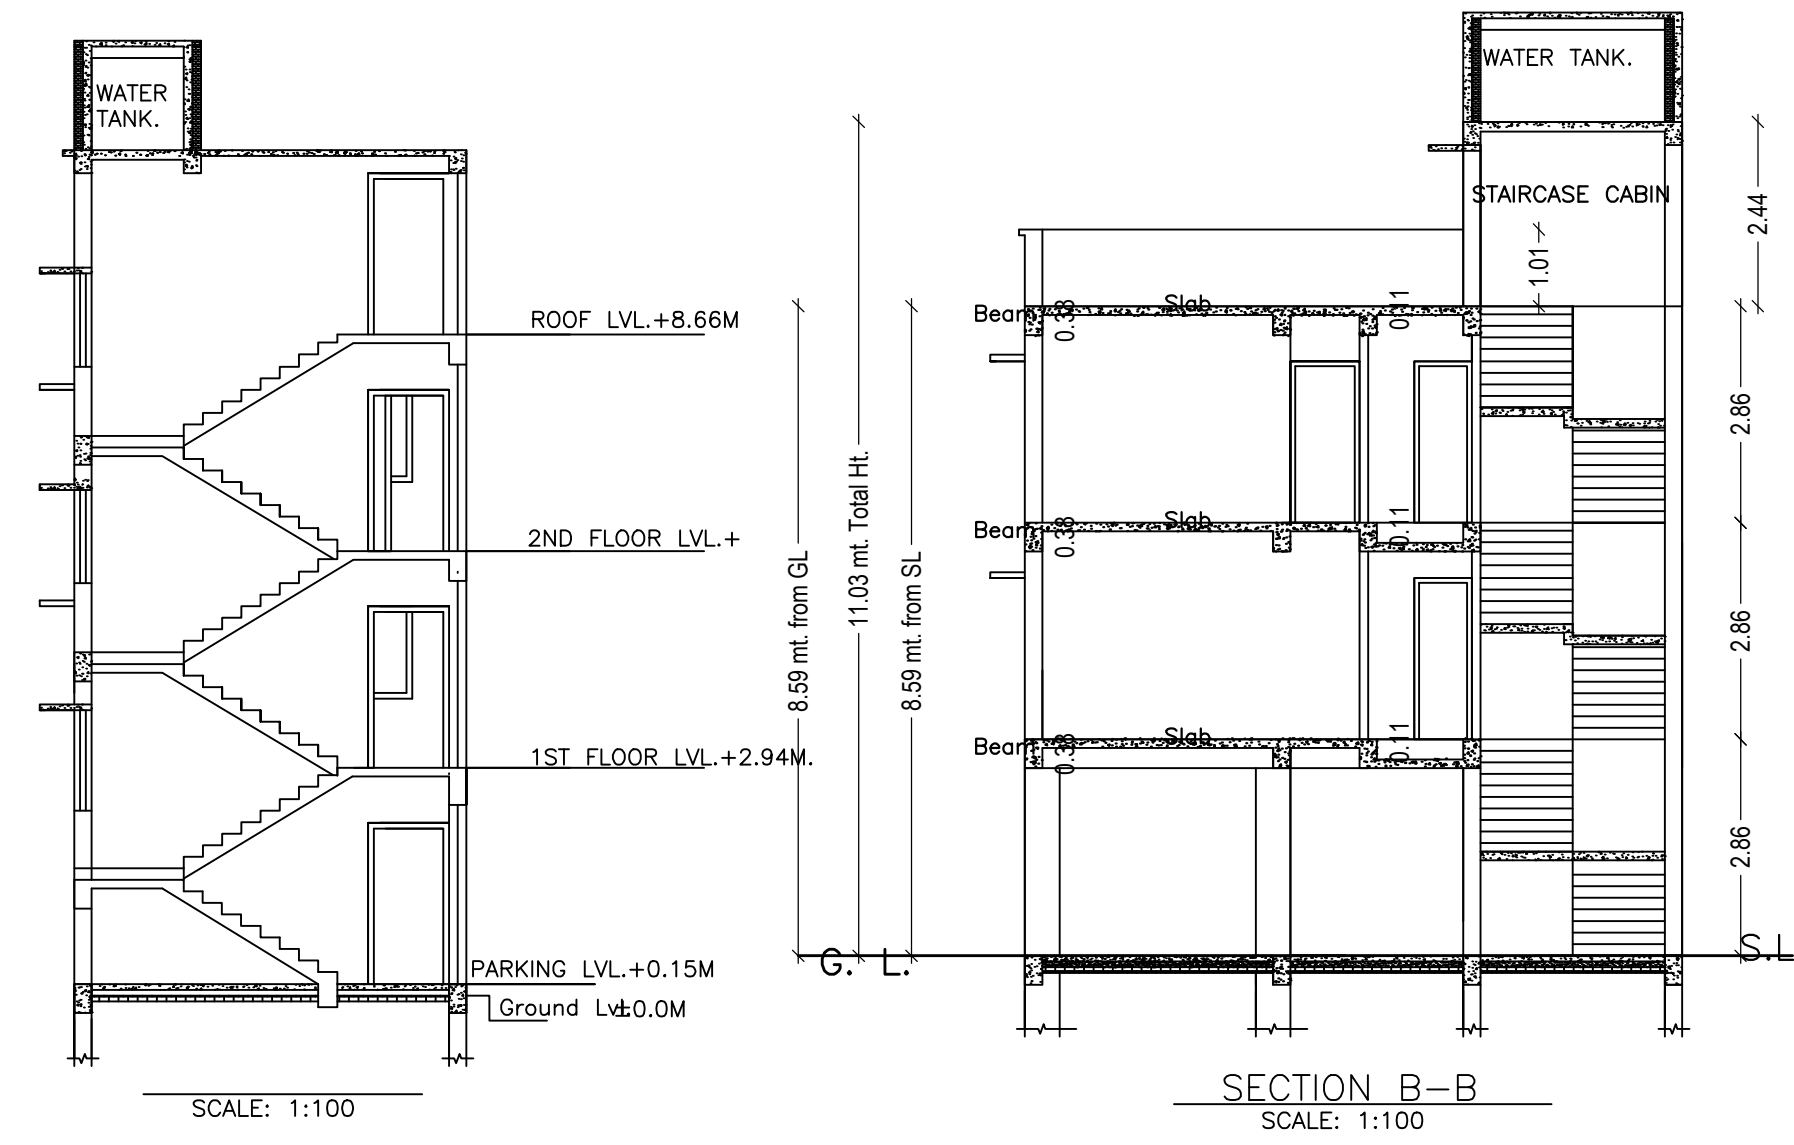 WATER
TANK.
ROOF LVL.+8.66M
2ND FLOOR LVL.+
1ST FLOOR LVL.+2.94M.
PARKING LVL.+0.15M
Ground Lvl.±0.0M
SCALE: 1:100
8.59 mt. from GL
11.03 mt. Total Ht.
8.59 mt. from SL
G. L.
WATER TANK.
STAIRCASE CABIN
2.44
1.01
Beam
0.38
Slab
0.11
2.86
Beam
0.38
Slab
0.11
2.86
Beam
0.38
Slab
0.11
2.86
S.L
SECTION B-B
SCALE: 1:100